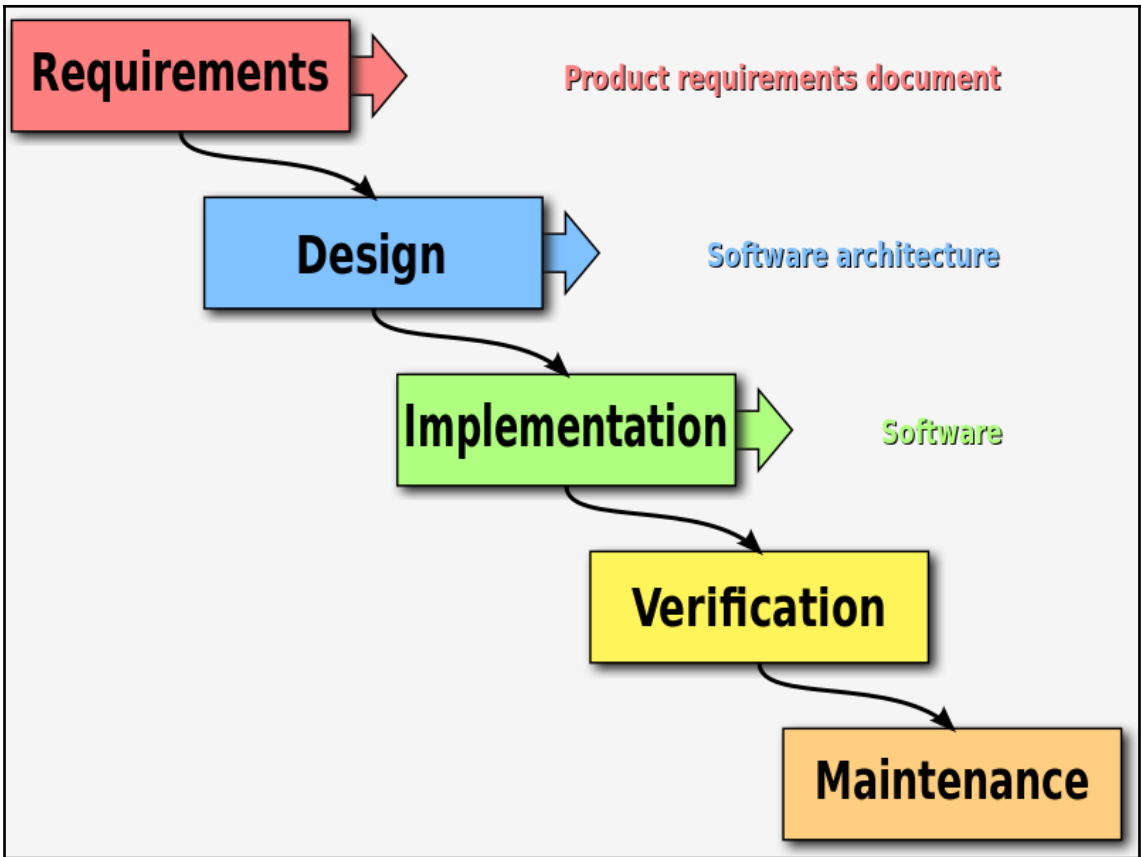 Requirements
Product requirements document
Design
Software architecture
Implementation
Software
Verification
Maintenance